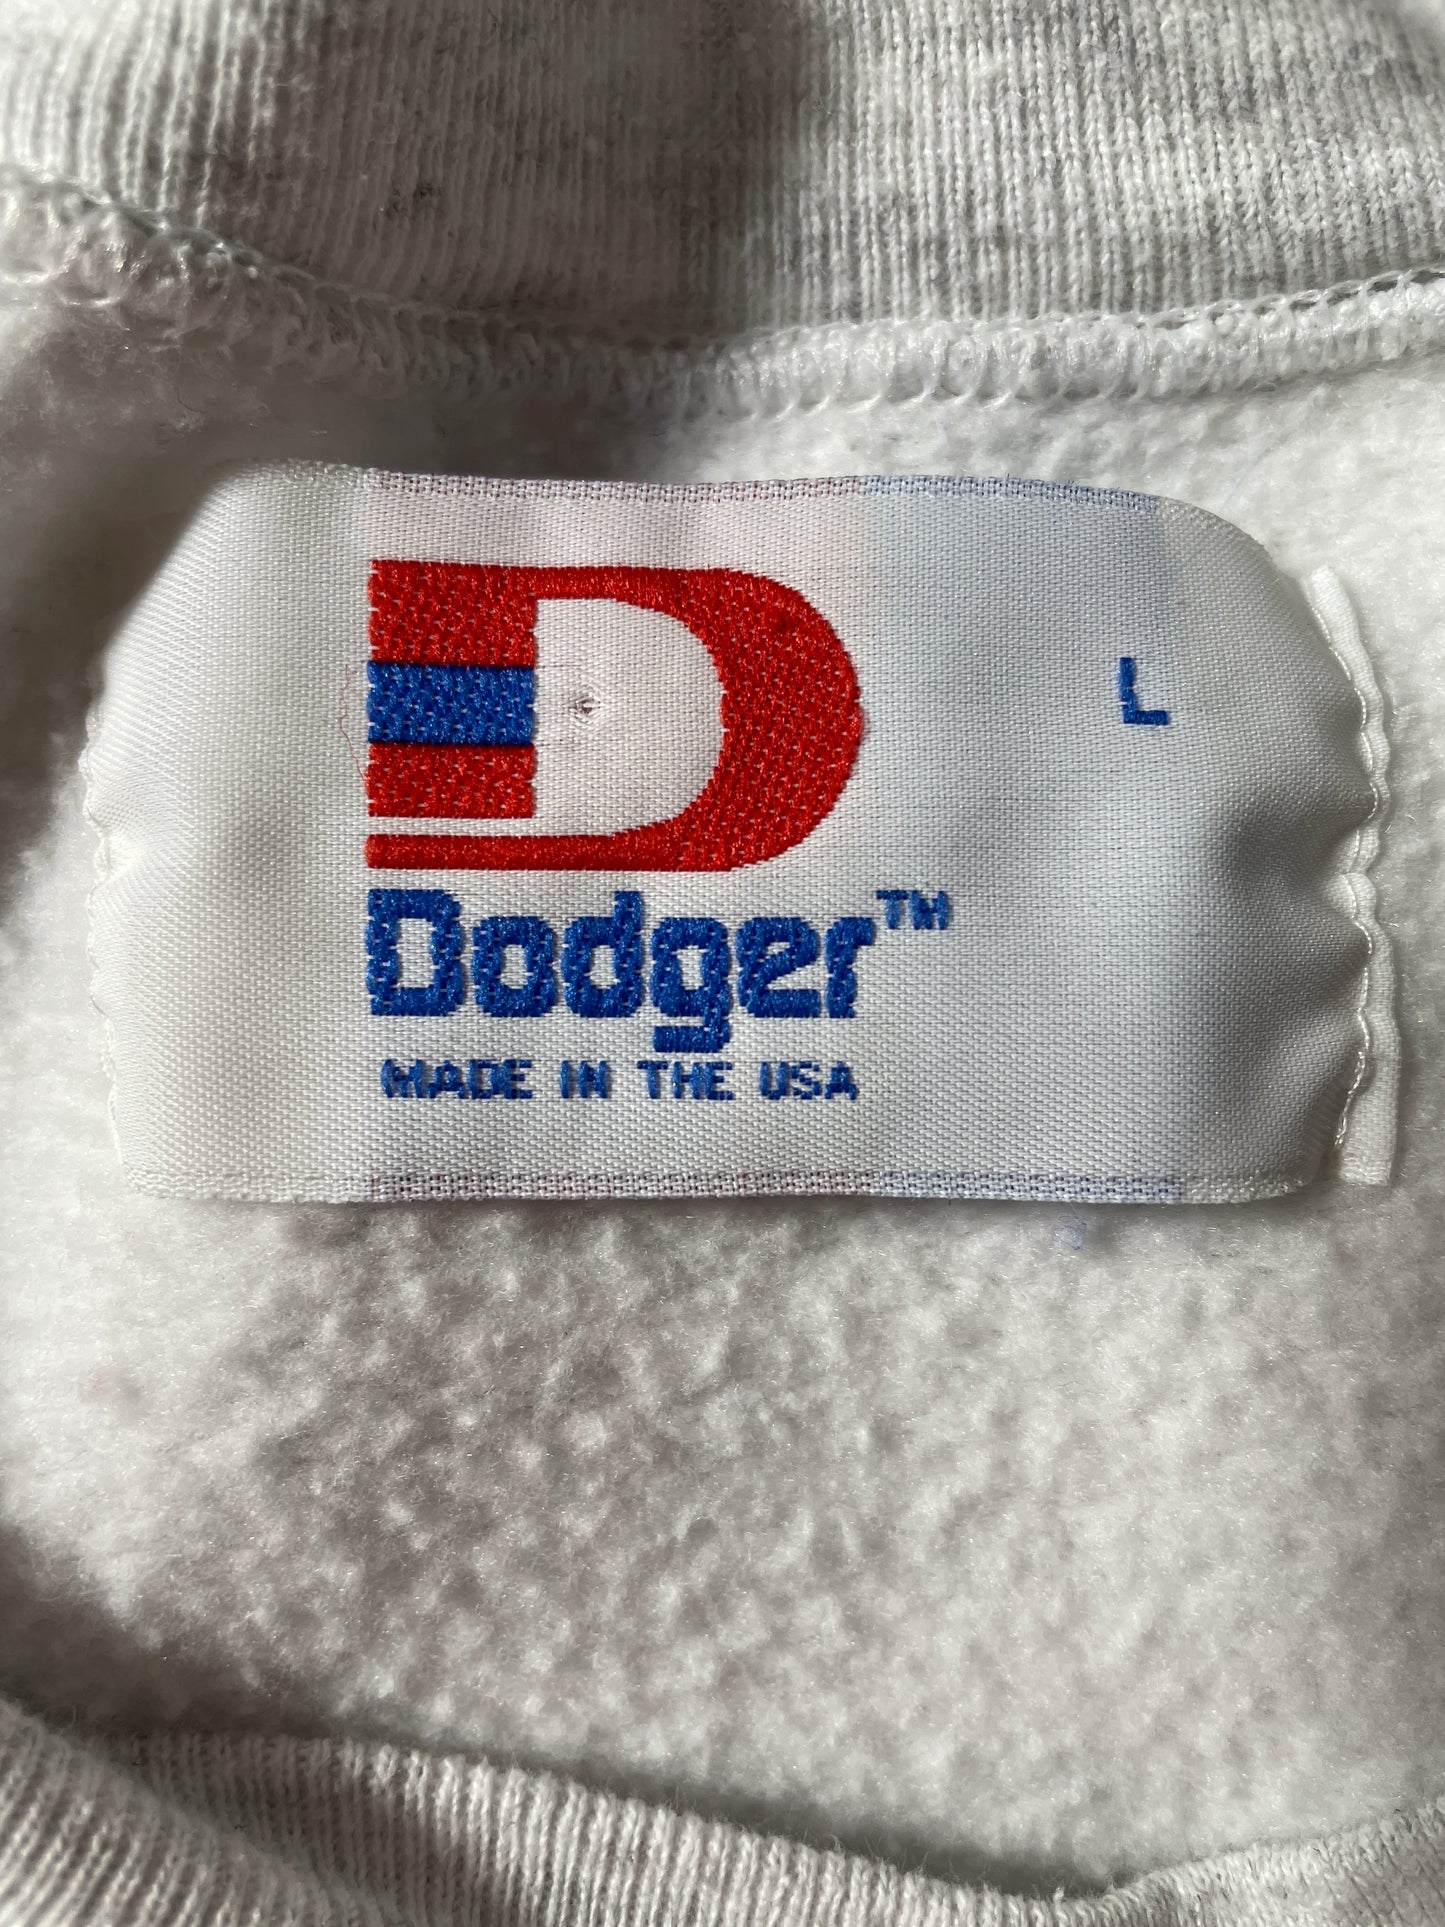 L
Dodger™
MADE IN THE USA